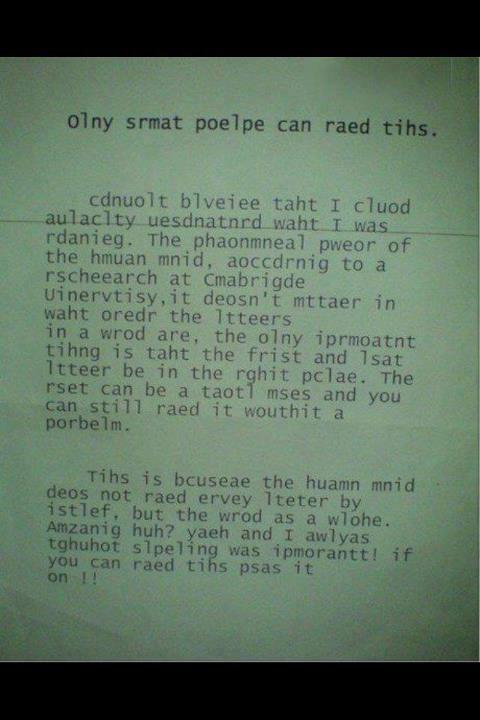 Olny srmat poelpe can raed tihs.
cdnuolt blveiee taht I cluod
aulaclty uesdnatnrd waht I was
rdanieg. The phaonmneal pweor of
the hmuan mnid, aoccdrnig to a
rscheearch at Cmabrigde
Uinervtisy,it deosn't mttaer in
waht oredr the ltteers
in a wrod are, the olny iprmoatnt
tihng is taht the frist and lsat
ltteer be in the rghit pclae. The
rset can be a taotl mses and you
can still raed it wouthit a
porbelm.
Tihs is bcuseae the huamn mnid
deos not raed ervey lteter by
istlef, but the wrod as a wlohe.
Amzanig huh? yaeh and I awlyas
tghuhot slpeling was ipmorantt! if
you can raed tihs psas it
on !!